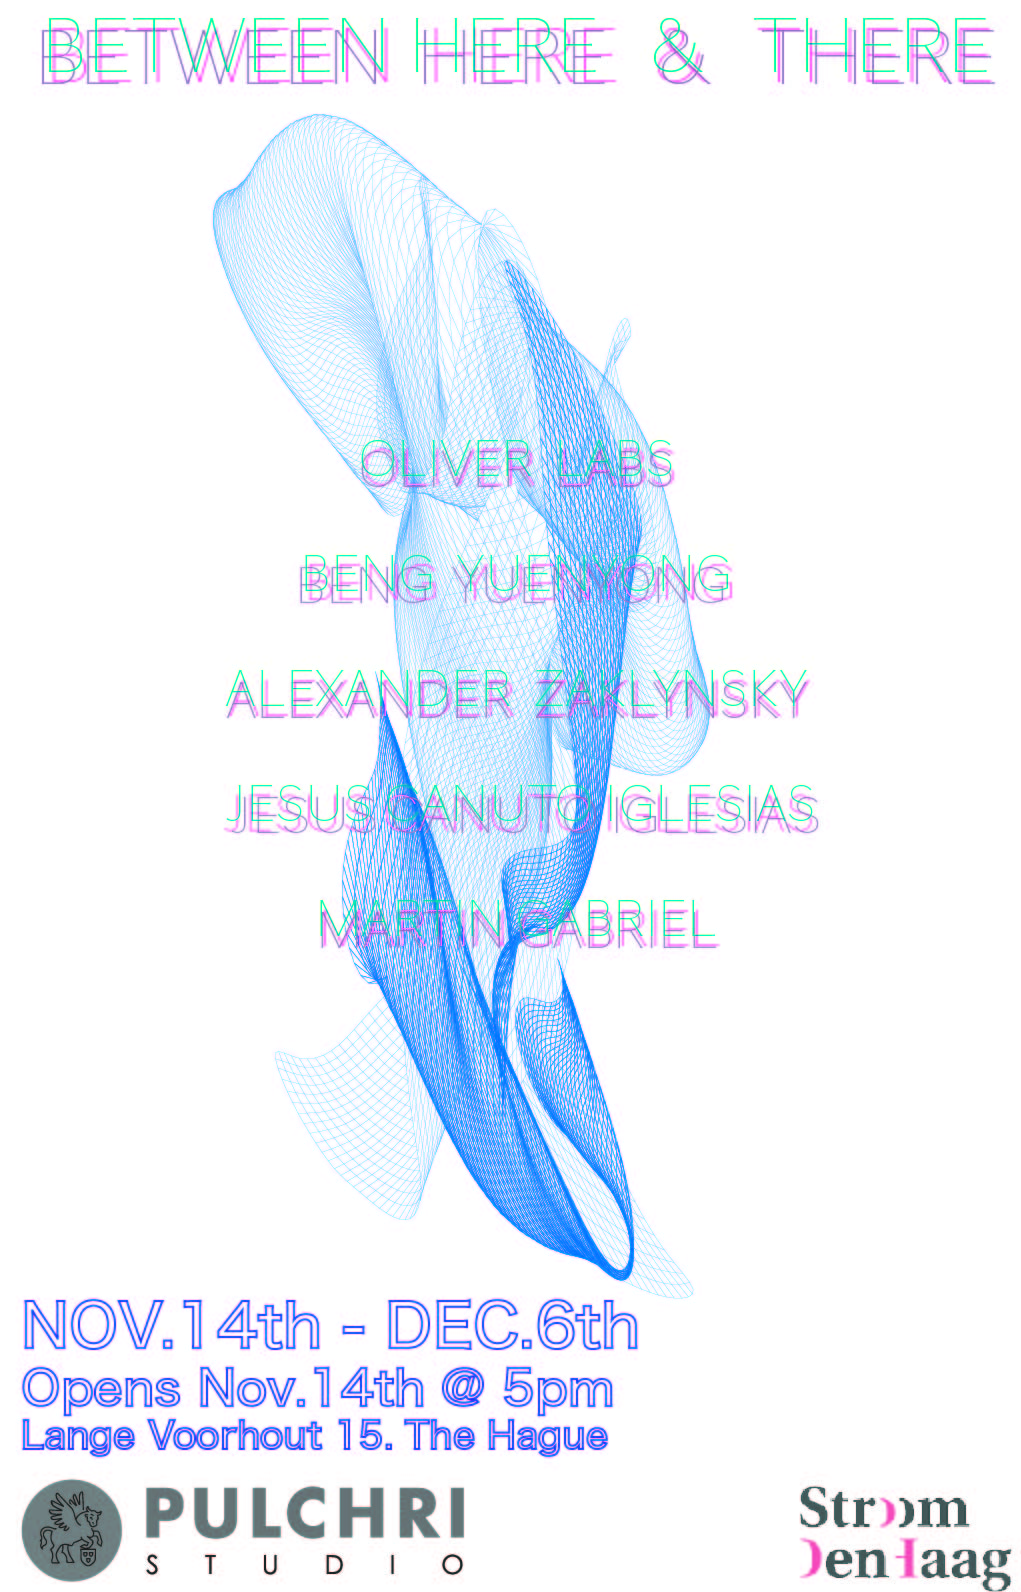 BETWEEN HERE & THERE
OLIVER LABS
BENG YUENYONG
ALEXANDER ZAKLYNSKY
JESUS CANUTO IGLESIAS
MARTIN GABRIEL
NOV.14th - DEC.6th
Opens Nov.14th @ 5pm
Lange Voorhout 15. The Hague
PULCHRI
STUDIO
Stroom
Den Haag